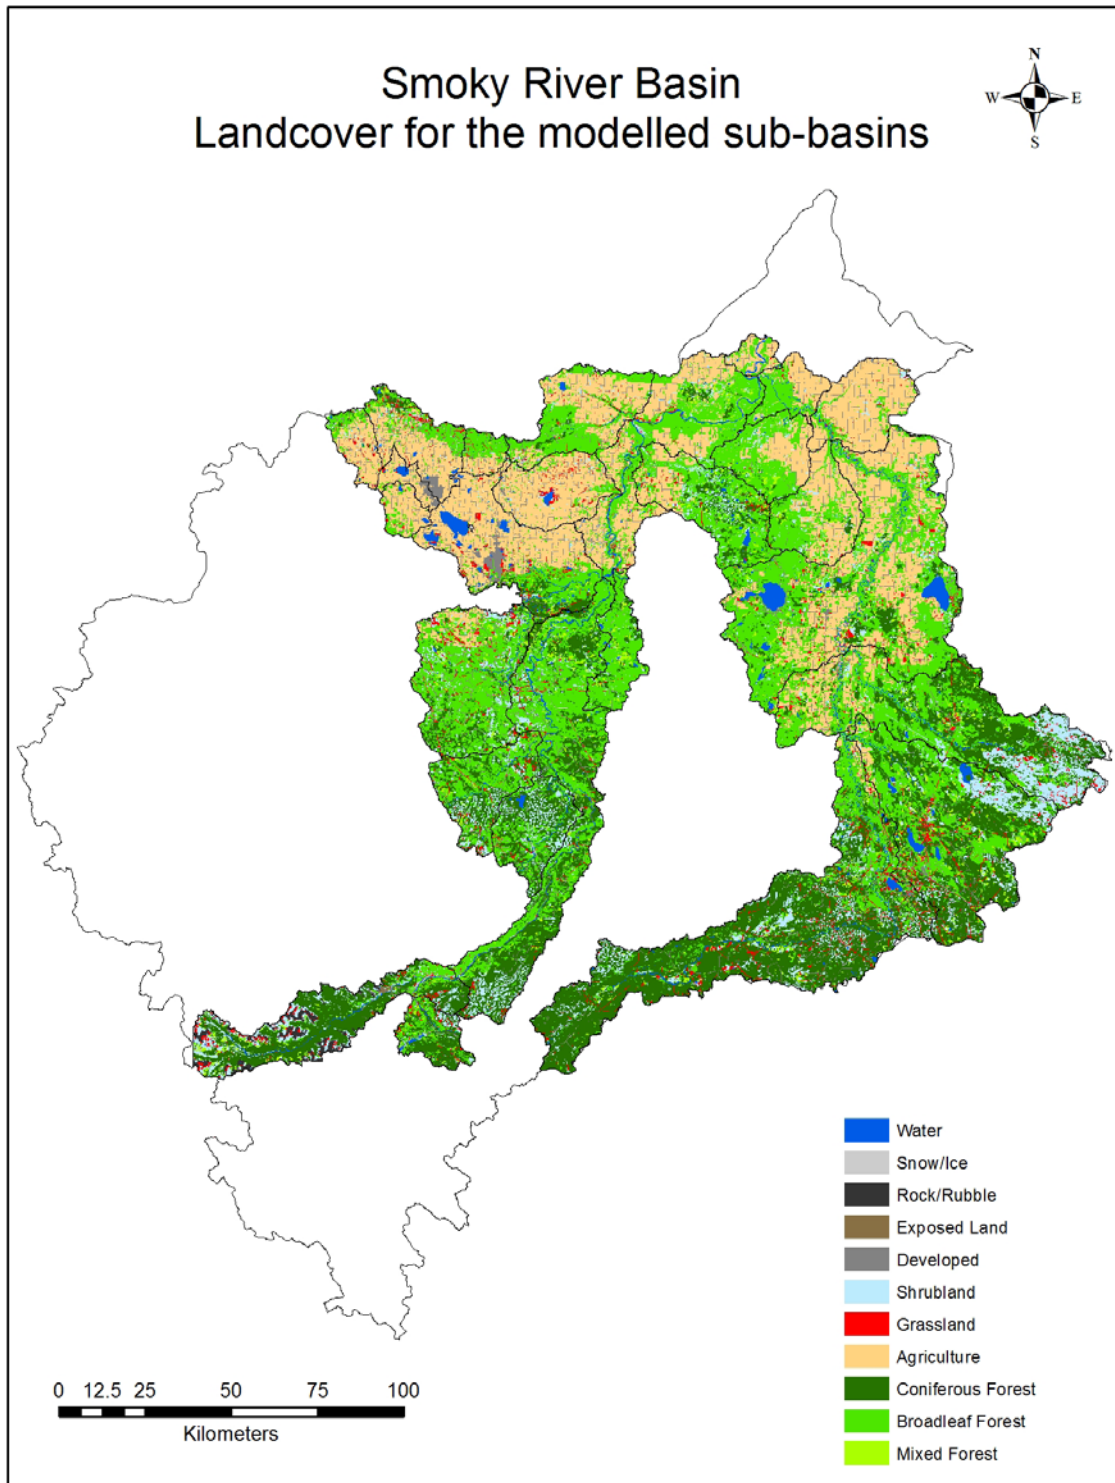 Smoky River Basin
Landcover for the modelled sub-basins
N
W E
S
Water
Snow/Ice
Rock/Rubble
Exposed Land
Developed
Shrubland
Grassland
Agriculture
Coniferous Forest
Broadleaf Forest
Mixed Forest
0 12.5 25 50 75 100
Kilometers